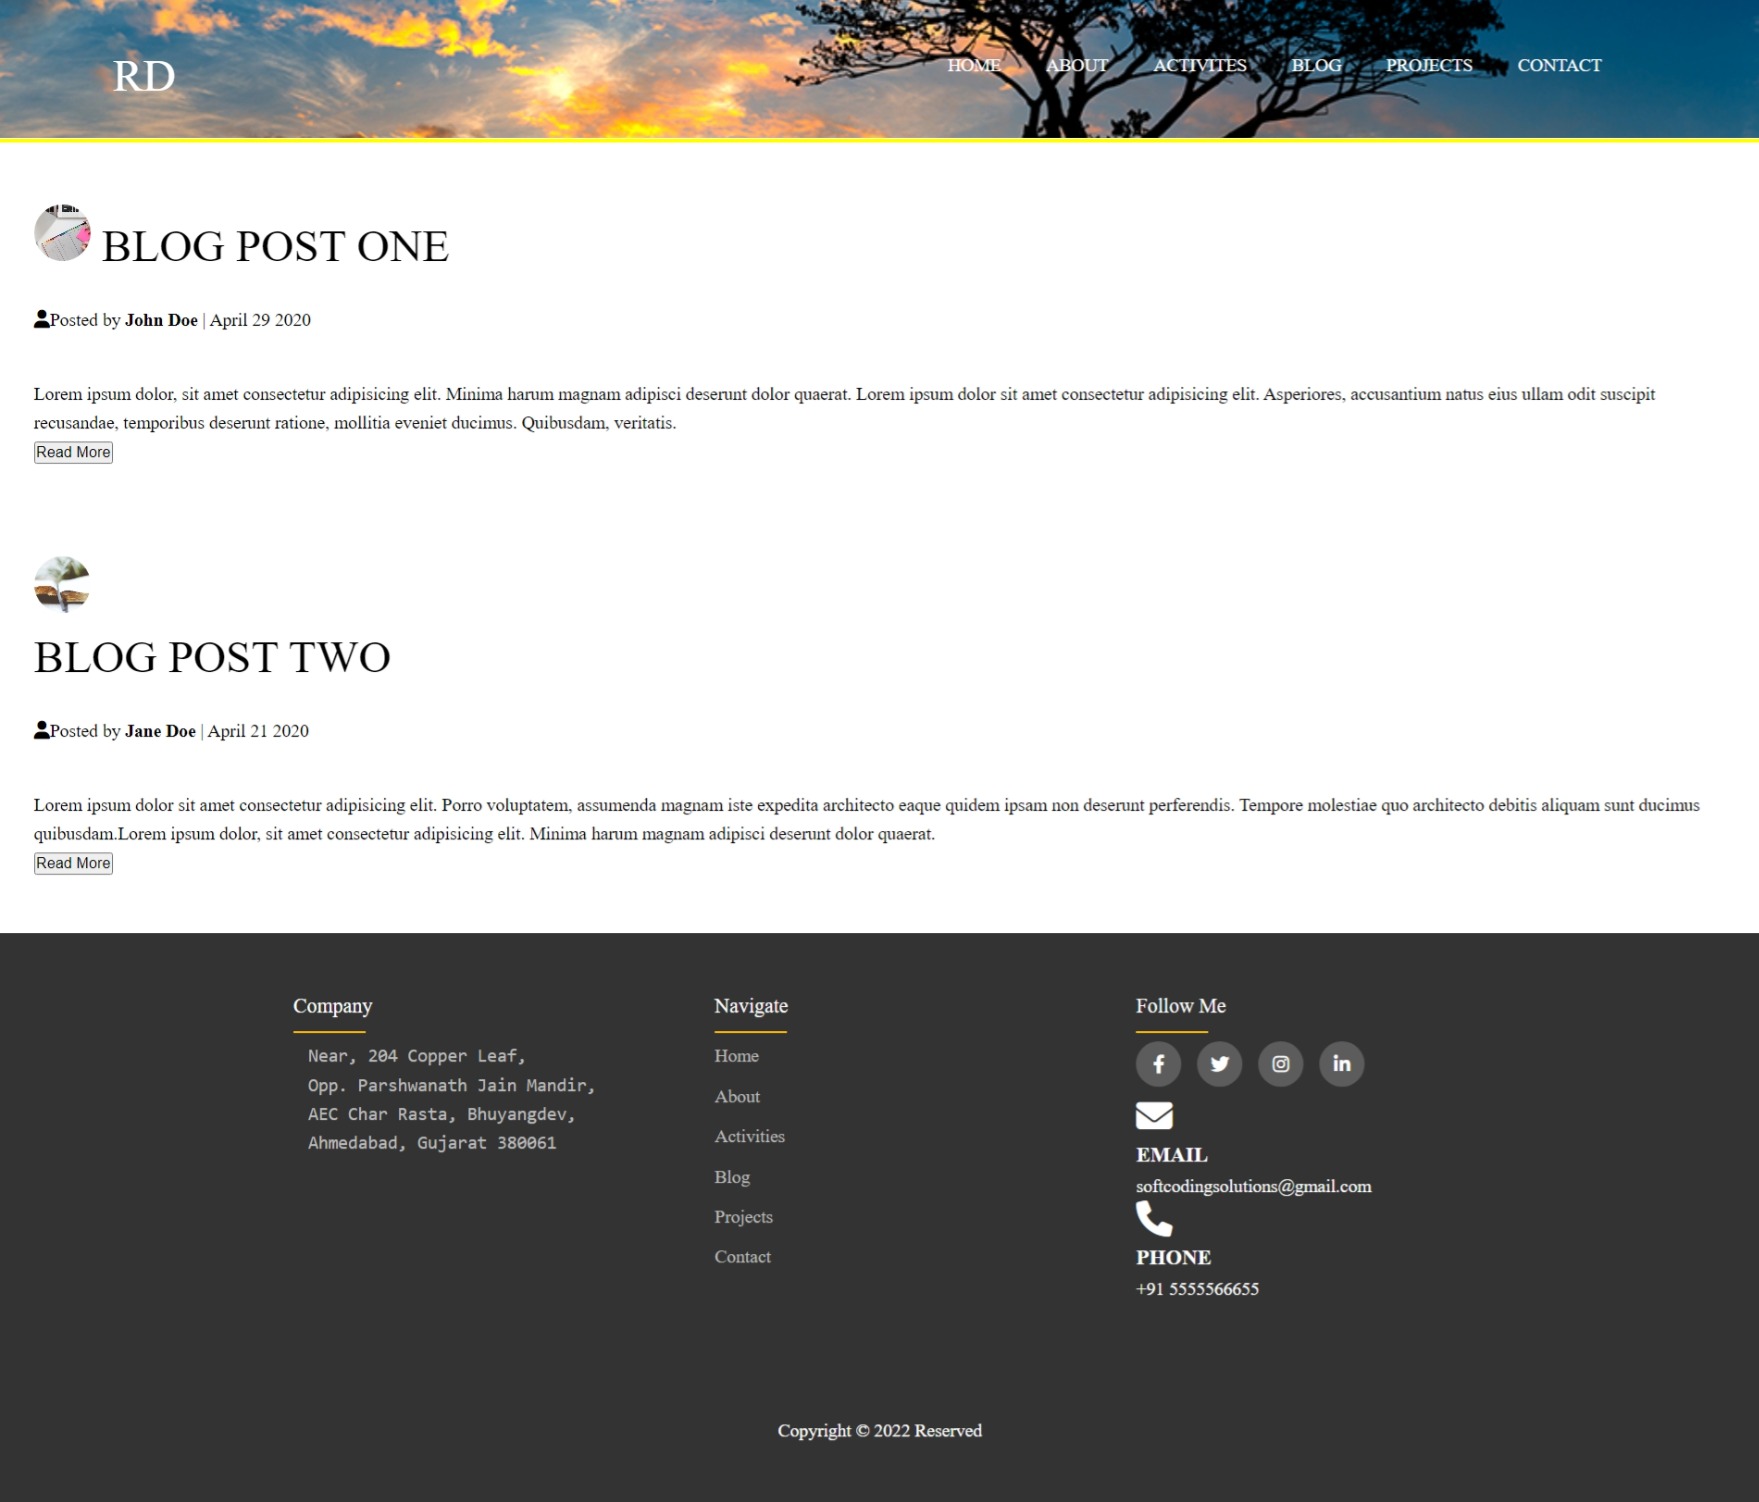 RD
HOME ABOUT ACTIVITES BLOG PROJECTS CONTACT
BLOG POST ONE
Posted by John Doe | April 29 2020
Lorem ipsum dolor, sit amet consectetur adipisicing elit. Minima harum magnam adipisci deserunt dolor quaerat. Lorem ipsum dolor sit amet consectetur adipisicing elit. Asperiores, accusantium natus eius ullam odit suscipit
recusandae, temporibus deserunt ratione, mollitia eveniet ducimus. Quibusdam, veritatis.
Read More
BLOG POST TWO
Posted by Jane Doe | April 21 2020
Lorem ipsum dolor sit amet consectetur adipisicing elit. Porro voluptatem, assumenda magnam iste expedita architecto eaque quidem ipsam non deserunt perferendis. Tempore molestiae quo architecto debitis aliquam sunt ducimus
quibusdam.Lorem ipsum dolor, sit amet consectetur adipisicing elit. Minima harum magnam adipisci deserunt dolor quaerat.
Read More
Company
Near, 204 Copper Leaf,
Opp. Parshwanath Jain Mandir,
AEC Char Rasta, Bhuyangdev,
Ahmedabad, Gujarat 380061
Navigate
Home
About
Activities
Blog
Projects
Contact
Follow Me
EMAIL
softcodingsolutions@gmail.com
PHONE
+91 5555566655
Copyright © 2022 Reserved